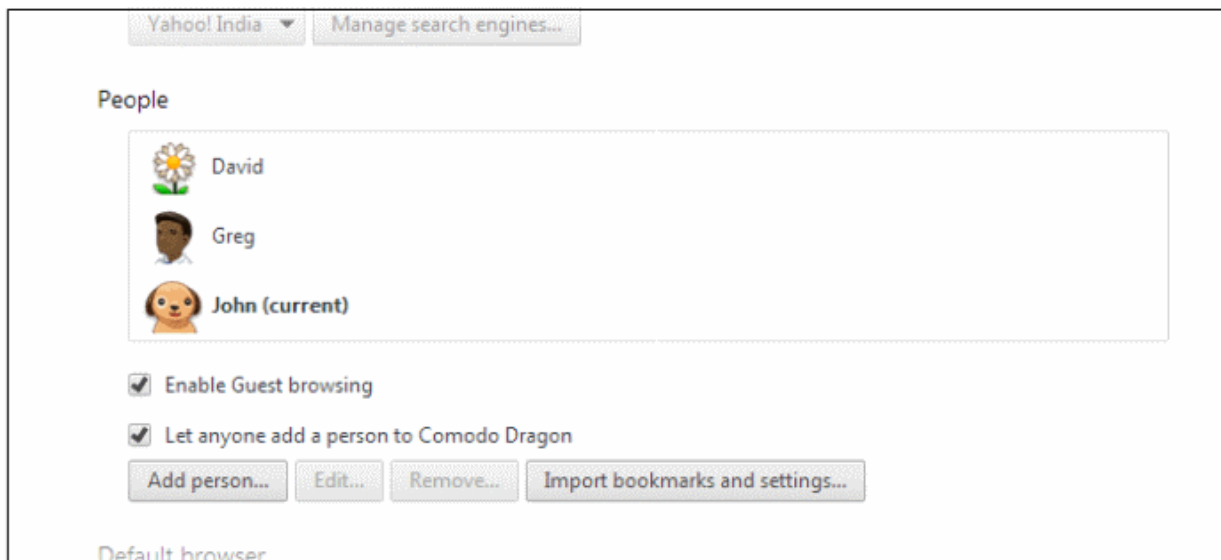 Yahoo! India Manage search engines...
People
David
Greg
John (current)
Enable Guest browsing
Let anyone add a person to Comodo Dragon
Add person... Edit... Remove... Import bookmarks and settings...
Default browser